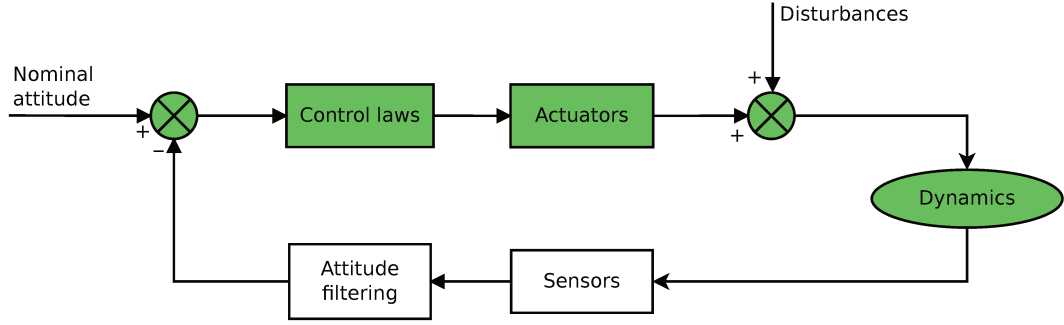 Disturbances
Nominal
attitude
+
+
+
−
Control laws
Actuators
Dynamics
Attitude
filtering
Sensors